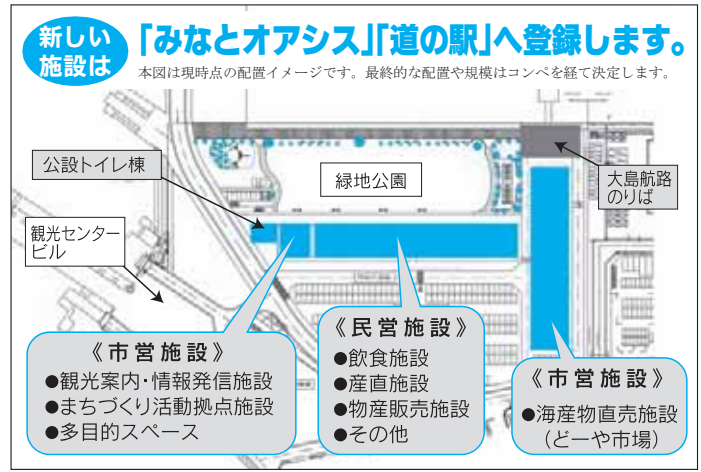 新しい
施設は
「みなとオアシス」「道の駅」へ登録します。
本図は現時点の配置イメージです。最終的な配置や規模はコンペを経て決定します。
公設トイレ棟
緑地公園
大島航路
のりば
観光センター
ビル
《市営施設》
●観光案内・情報発信施設
●まちづくり活動拠点施設
●多目的スペース
《民営施設》
●飲食施設
●産直施設
●物産販売施設
●その他
《市営施設》
●海産物直売施設
（どーや市場）